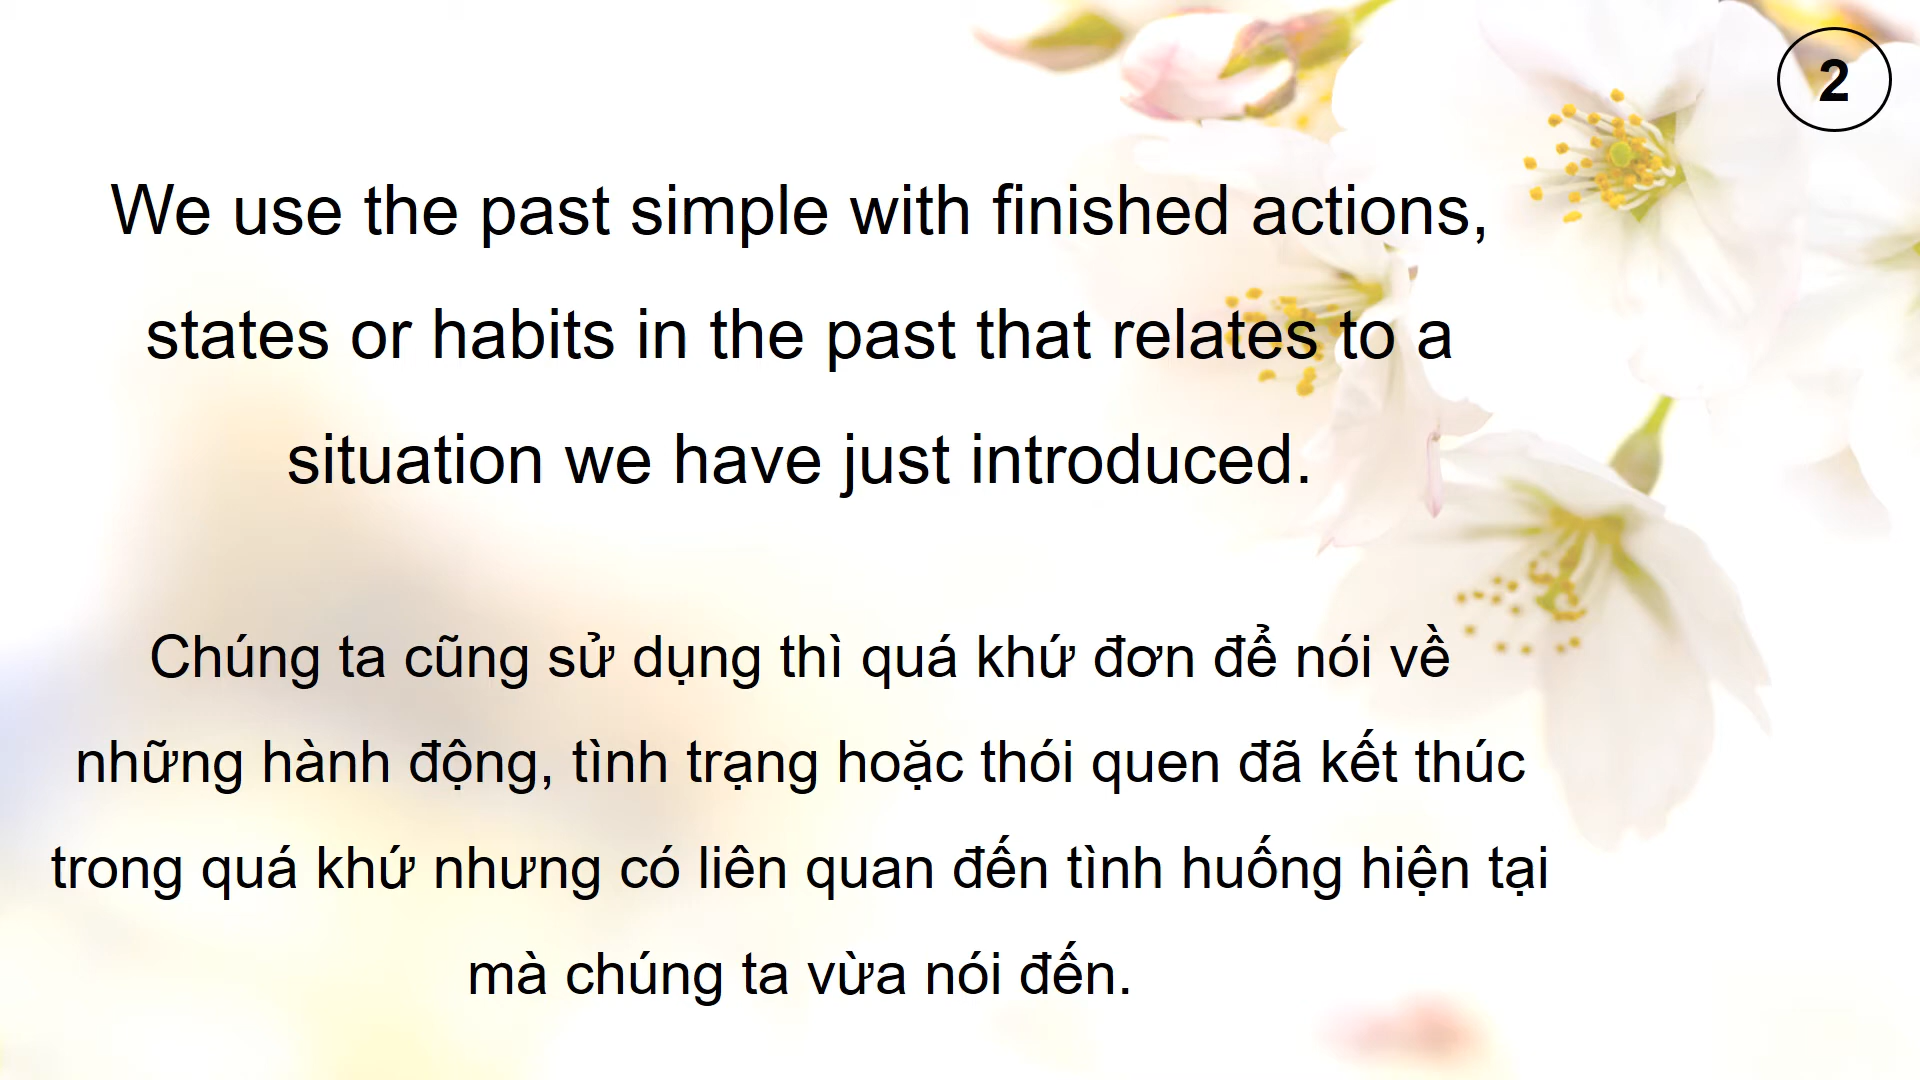 2
We use the past simple with finished actions,
states or habits in the past that relates to a
situation we have just introduced.
Chúng ta cũng sử dụng thì quá khứ đơn để nói về
những hành động, tình trạng hoặc thói quen đã kết thúc
trong quá khứ nhưng có liên quan đến tình huống hiện tại
mà chúng ta vừa nói đến.